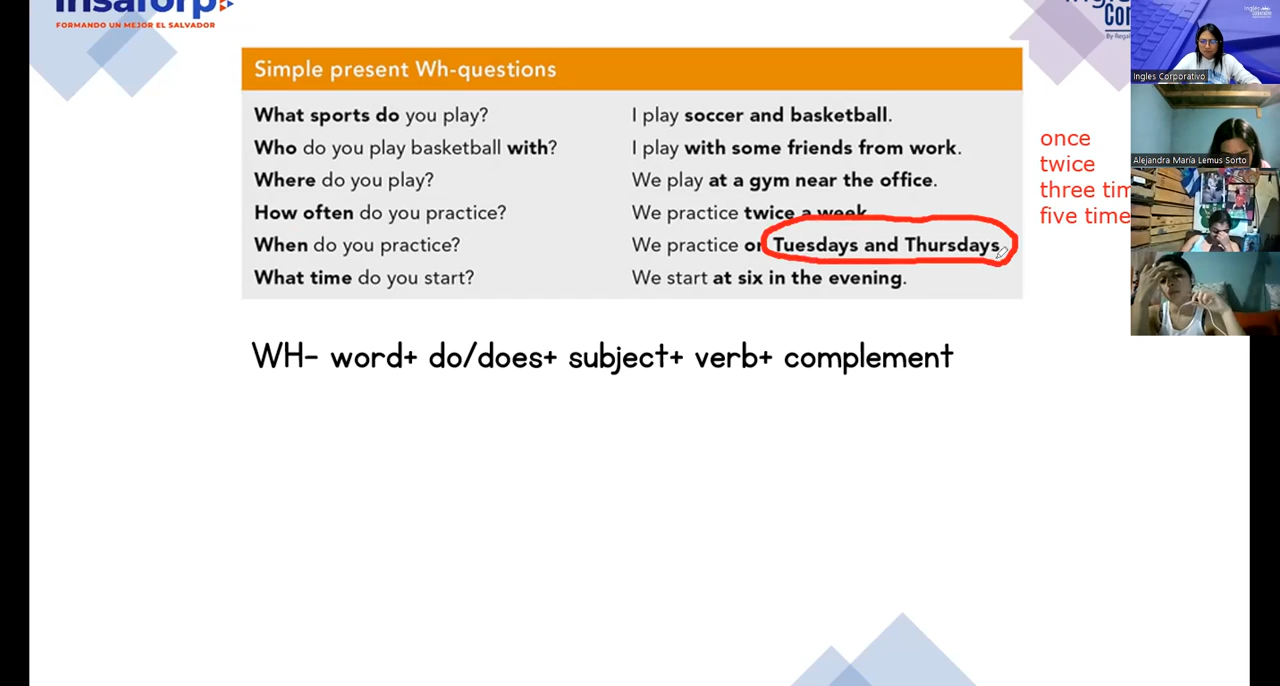 insaforp
FORMANDO UN MEJOR EL SALVADOR
Simple present Wh-questions
What sports do you play? I play soccer and basketball.
Who do you play basketball with? I play with some friends from work.
Where do you play? We play at a gym near the office.
How often do you practice? We practice twice a week
When do you practice? We practice on Tuesdays and Thursdays
What time do you start? We start at six in the evening.
WH- word+ do/does+ subject+ verb+ complement
once
twice
three tim
five time
Ingles Corporativo
Alejandra María Lemus Sorto